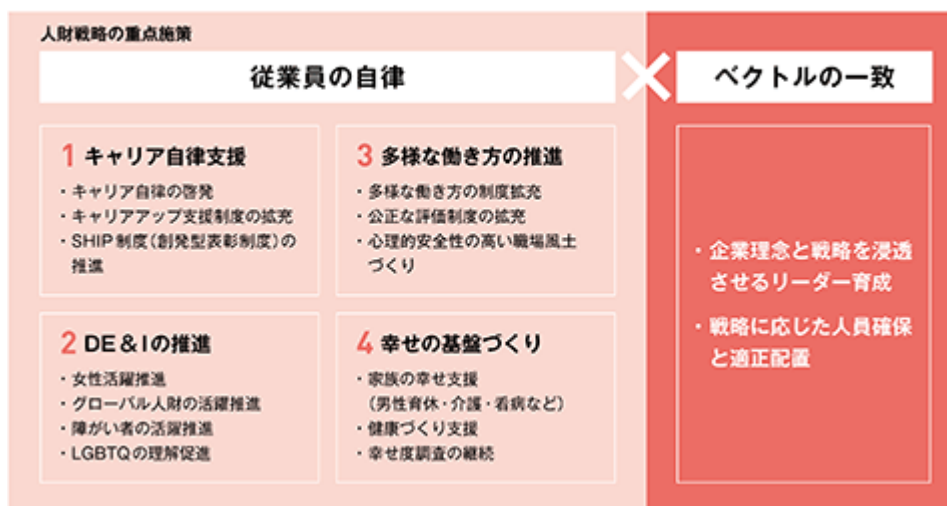 人財戦略の重点施策
従業員の自律
×
ベクトルの一致
1 キャリア自律支援
・キャリア自律の啓発
・キャリアアップ支援制度の拡充
・SHIP制度(創発型表彰制度)の
推進
2 DE&Iの推進
・女性活躍推進
・グローバル人財の活躍推進
・障がい者の活躍推進
・LGBTQの理解促進
3 多様な働き方の推進
・多様な働き方の制度拡充
・公正な評価制度の拡充
・心理的安全性の高い職場風土
づくり
4 幸せの基盤づくり
・家族の幸せ支援
(男性育休・介護・看病など)
・健康づくり支援
・幸せ度調査の継続
・企業理念と戦略を浸透
させるリーダー育成
・戦略に応じた人員確保
と適正配置